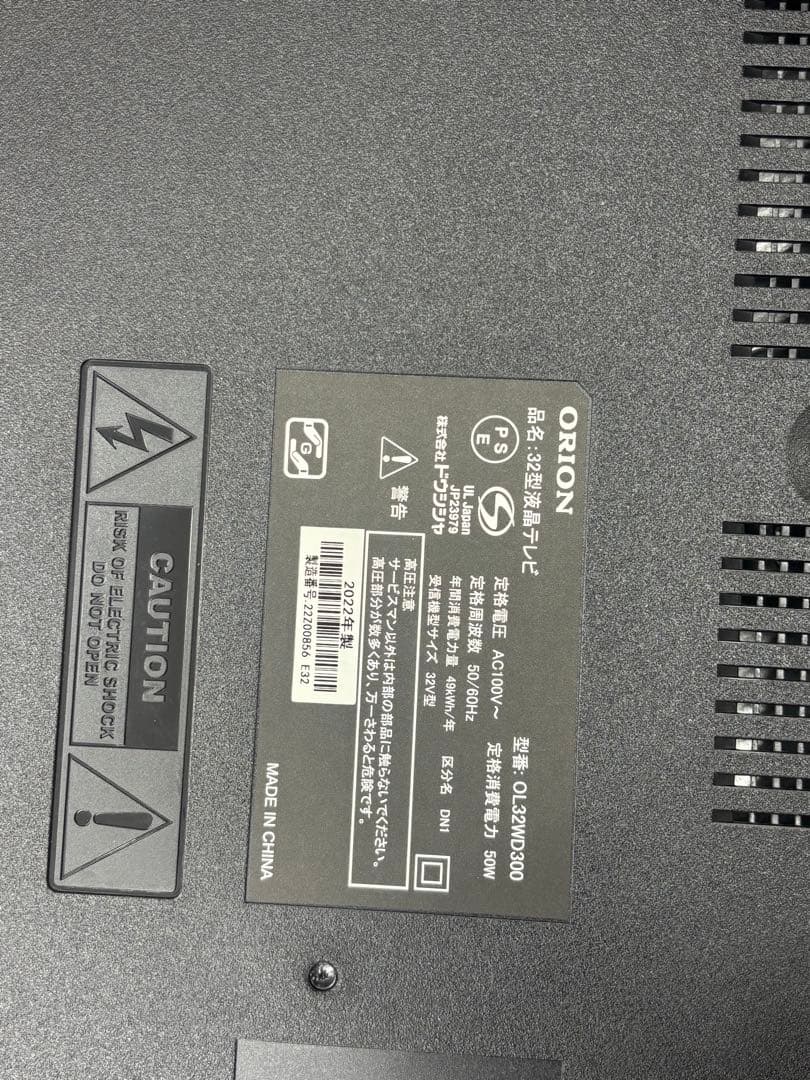 ORION
品名:32型液晶テレビ
型番: OL32WD300
PS
E
S
UL Japan
JP23979
株式会社ドウシシャ
定格電圧 AC100V～
定格周波数 50/60Hz
定格消費電力 50W
年間消費電力量 49kWh/年
区分名 DN1
受信機型サイズ 32V型
警告
高圧注意
サービスマン以外は内部の部品に触らないでください。
高圧部分が数多くあり、万一さわると危険です。
G
2022年製
製造番号:22Z00856 E32
MADE IN CHINA
CAUTION
RISK OF ELECTRIC SHOCK
DO NOT OPEN